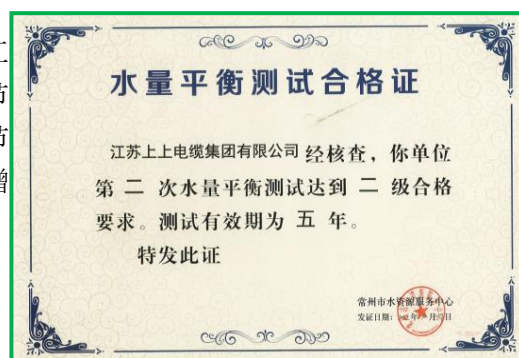 水量平衡测试合格证
江苏上上电缆集团有限公司 经核查，你单位
第 二 次水量平衡测试达到 二 级合格
要求。测试有效期为 五 年。
特发此证
常州市水资源服务中心
发证日期：